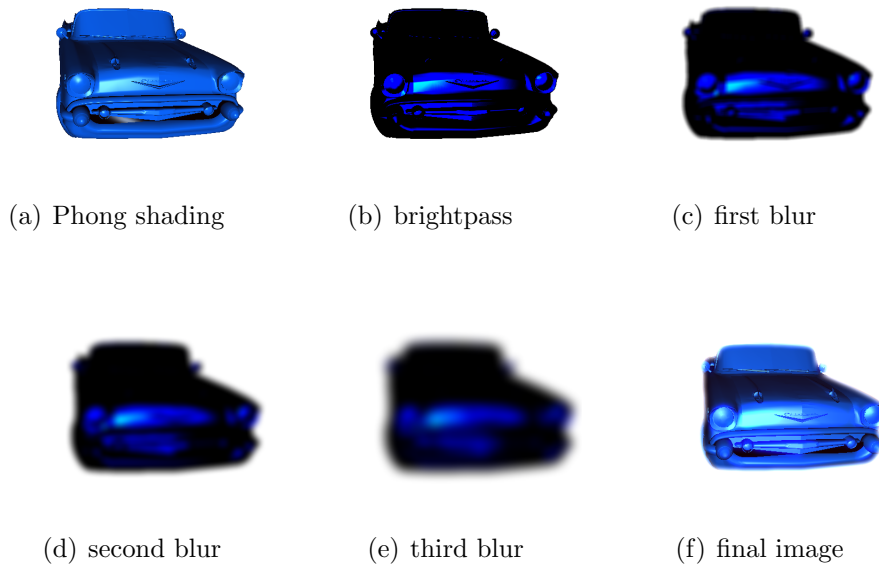 (a) Phong shading
(b) brightpass
(c) first blur
(d) second blur
(e) third blur
(f) final image